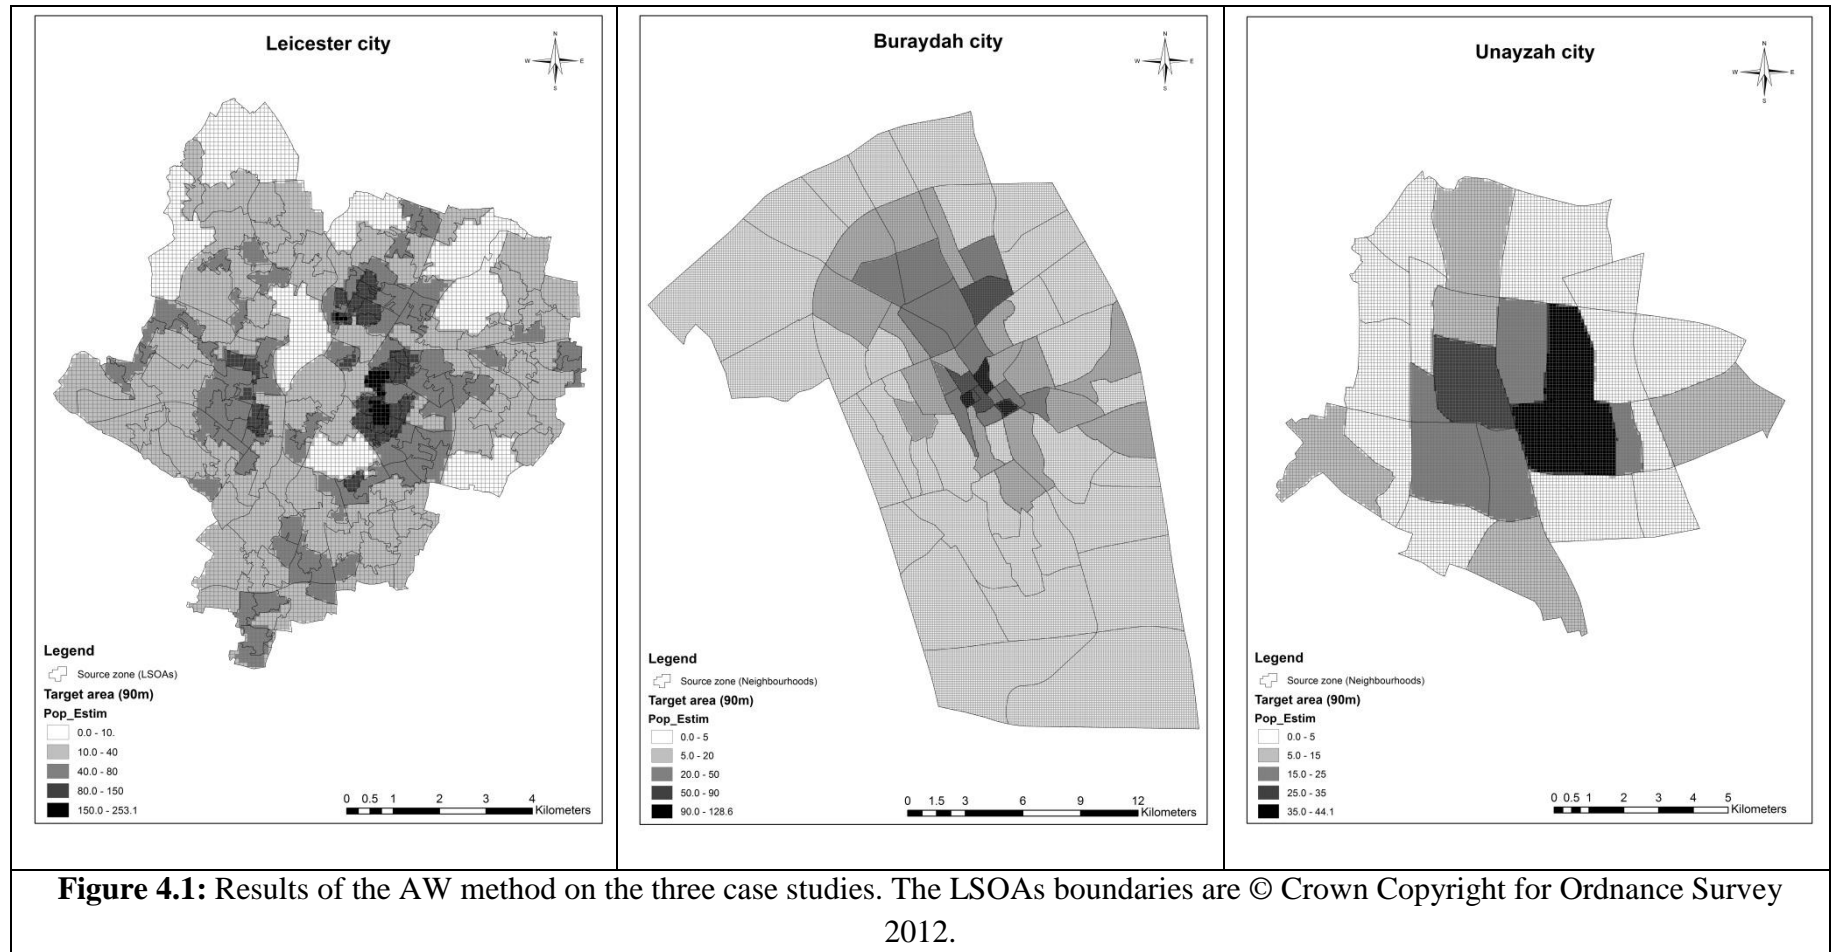 Leicester city
N
W
E
S
Legend
Source zone (LSOAs)
Target area (90m)
Pop_Estim
0.0 - 10.
10.0 - 40
40.0 - 80
80.0 - 150
150.0 - 253.1
0 0.5 1 2 3 4
Kilometers
Buraydah city
N
W
E
S
Legend
Source zone (Neighbourhoods)
Target area (90m)
Pop_Estim
0.0 - 5
5.0 - 20
20.0 - 50
50.0 - 90
90.0 - 128.6
0 1.5 3 6 9 12
Kilometers
Unayzah city
N
W
E
S
Legend
Source zone (Neighbourhoods)
Target area (90m)
Pop_Estim
0.0 - 5
5.0 - 15
15.0 - 25
25.0 - 35
35.0 - 44.1
0 0.5 1 2 3 4 5
Kilometers
Figure 4.1: Results of the AW method on the three case studies. The LSOAs boundaries are © Crown Copyright for Ordnance Survey
2012.